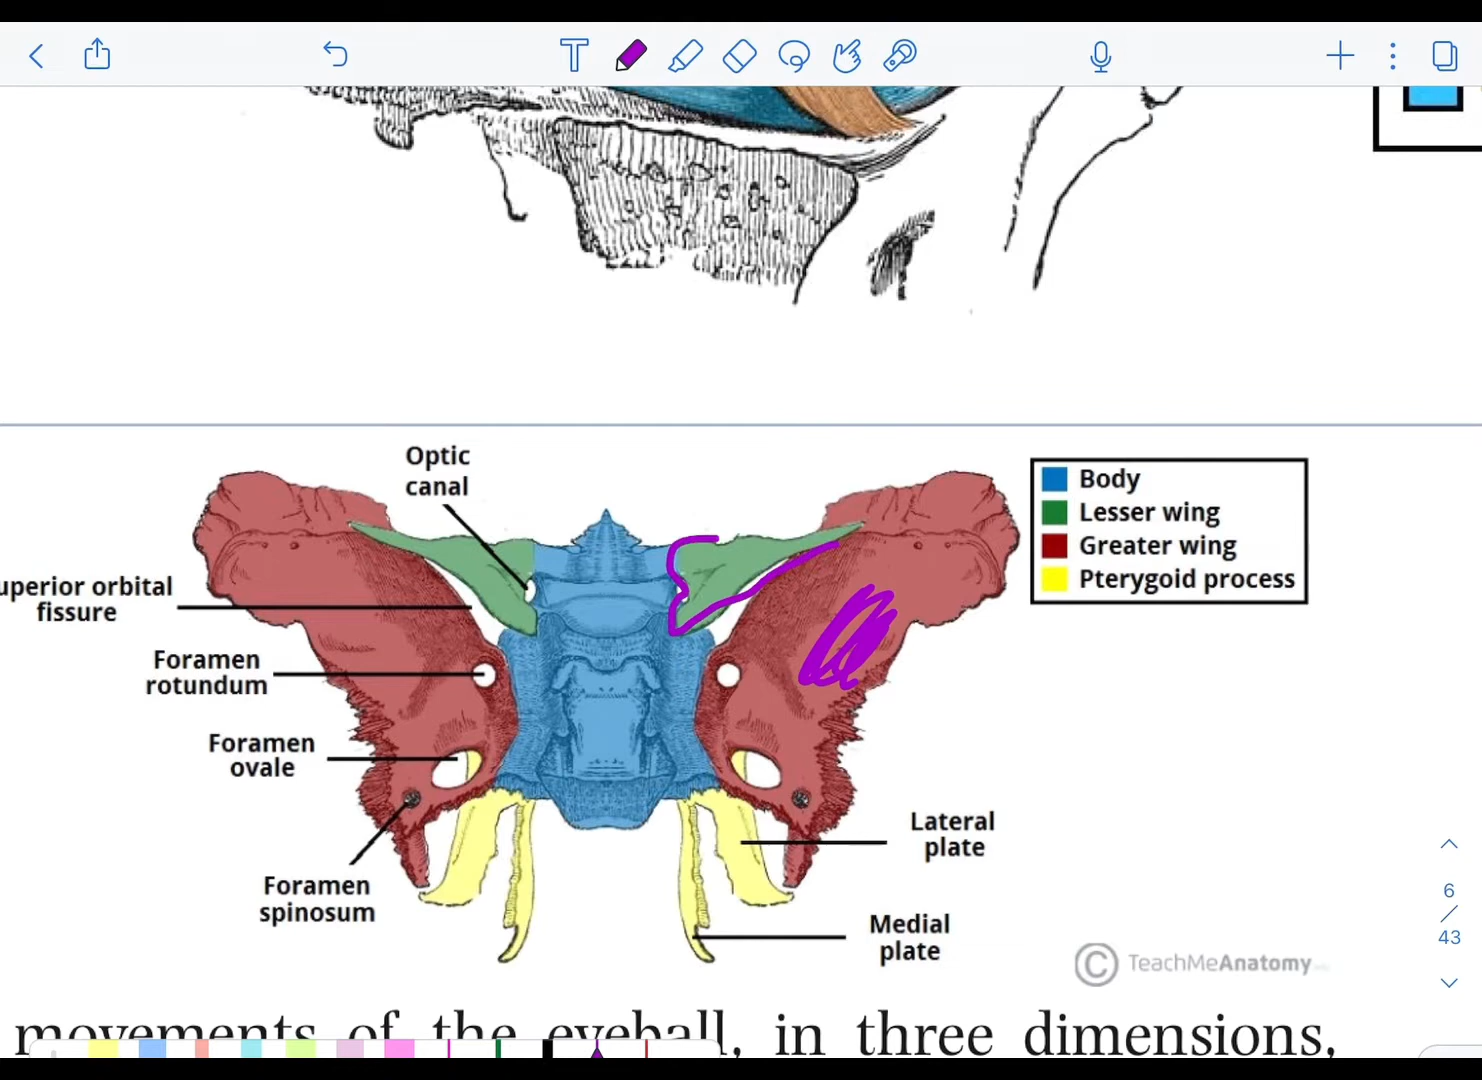 Optic
canal
Body
Lesser wing
Greater wing
Pterygoid process
uperior orbital
fissure
Foramen
rotundum
Foramen
ovale
Foramen
spinosum
Lateral
plate
Medial
plate
6
/
43
© TeachMeAnatomy
movements of the eyeball, in three dimensions,